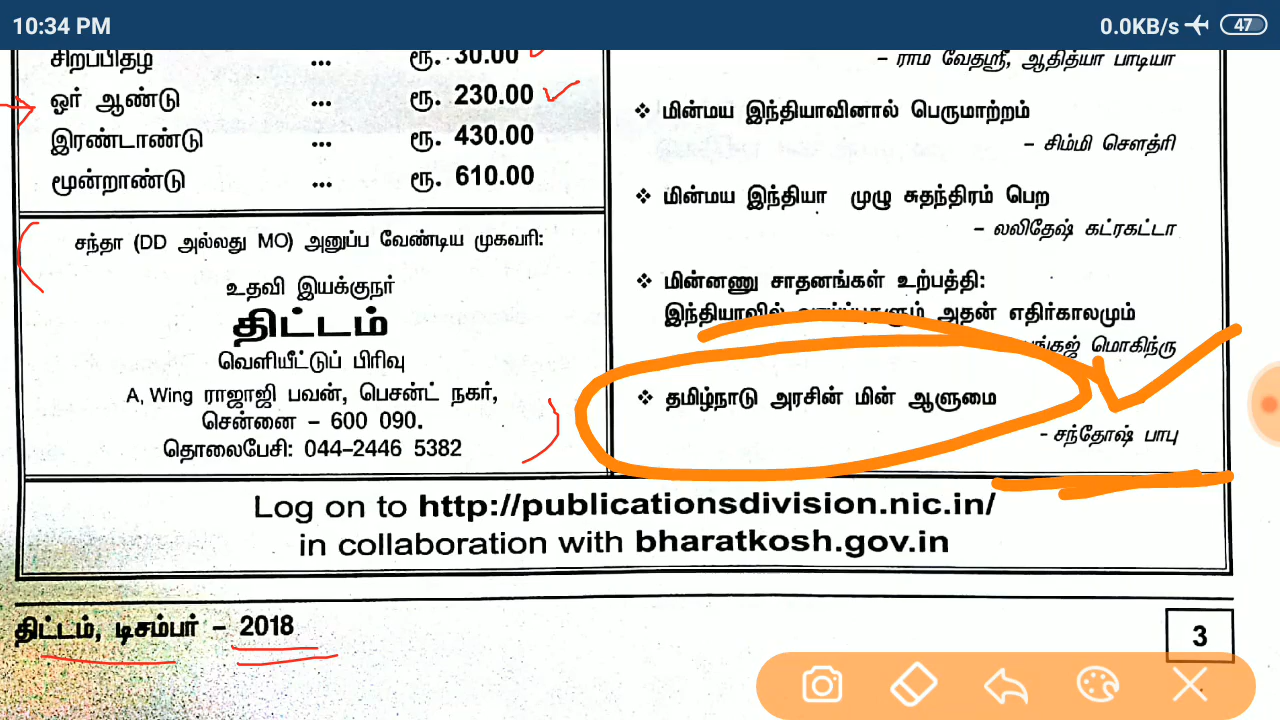 10:34 PM
0.0KB/s
47
சிறப்பிதழ் ... ரூ. 30.00
ஓர் ஆண்டு ... ரூ. 230.00
இரண்டாண்டு ... ரூ. 430.00
மூன்றாண்டு ... ரூ. 610.00
சந்தா (DD அல்லது MO) அனுப்ப வேண்டிய முகவரி:
உதவி இயக்குநர்
திட்டம்
வெளியீட்டுப் பிரிவு
A, Wing ராஜாஜி பவன், பெசன்ட் நகர்,
சென்னை – 600 090.
தொலைபேசி: 044–2446 5382
– ராம வேதஸ்ரீ, ஆதித்யா பாடியா
❖ மின்மய இந்தியாவினால் பெருமாற்றம்
– சிம்மி சௌத்ரி
❖ மின்மய இந்தியா முழு சுதந்திரம் பெற
– லலிதேஷ் கட்ரகட்டா
❖ மின்னணு சாதனங்கள் உற்பத்தி:
இந்தியாவில் அதன் எதிர்காலமும்
மொகிந்ரு
❖ தமிழ்நாடு அரசின் மின் ஆளுமை
- சந்தோஷ் பாபு
Log on to http://publicationsdivision.nic.in/
in collaboration with bharatkosh.gov.in
திட்டம், டிசம்பர் – 2018
3